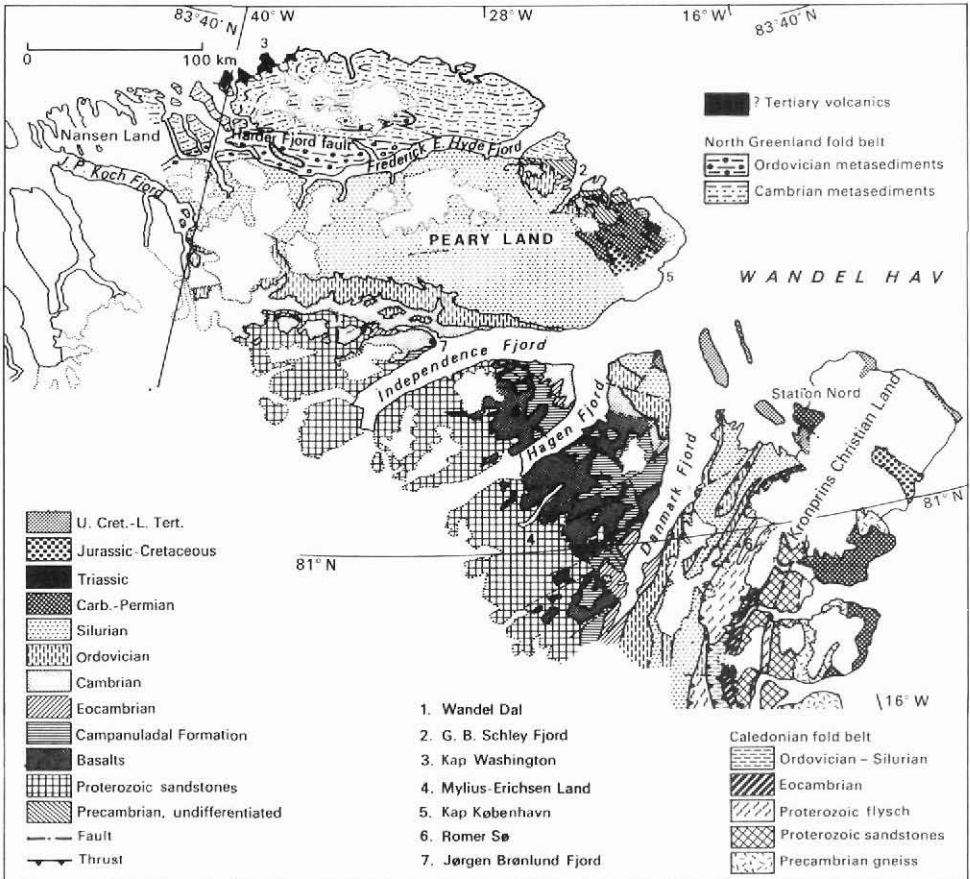 83°40' N
40° W
28° W
16° W
83°40' N
0 100 km
3
Nansen Land
Harder Fjord fault
Frederick E. Hyde Fjord
J. P. Koch Fjord
2
PEARY LAND
5
WANDEL HAV
? Tertiary volcanics
North Greenland fold belt
Ordovician metasediments
Cambrian metasediments
7
Independence Fjord
Hagen Fjord
Danmark Fjord
Station Nord
Kronprins Christian Land
81° N
4
6
81° N
16° W
U. Cret.-L. Tert.
Jurassic-Cretaceous
Triassic
Carb.-Permian
Silurian
Ordovician
Cambrian
Eocambrian
Campanuladal Formation
Basalts
Proterozoic sandstones
Precambrian, undifferentiated
Fault
Thrust
1. Wandel Dal
2. G. B. Schley Fjord
3. Kap Washington
4. Mylius-Erichsen Land
5. Kap København
6. Romer Sø
7. Jørgen Brønlund Fjord
Caledonian fold belt
Ordovician – Silurian
Eocambrian
Proterozoic flysch
Proterozoic sandstones
Precambrian gneiss